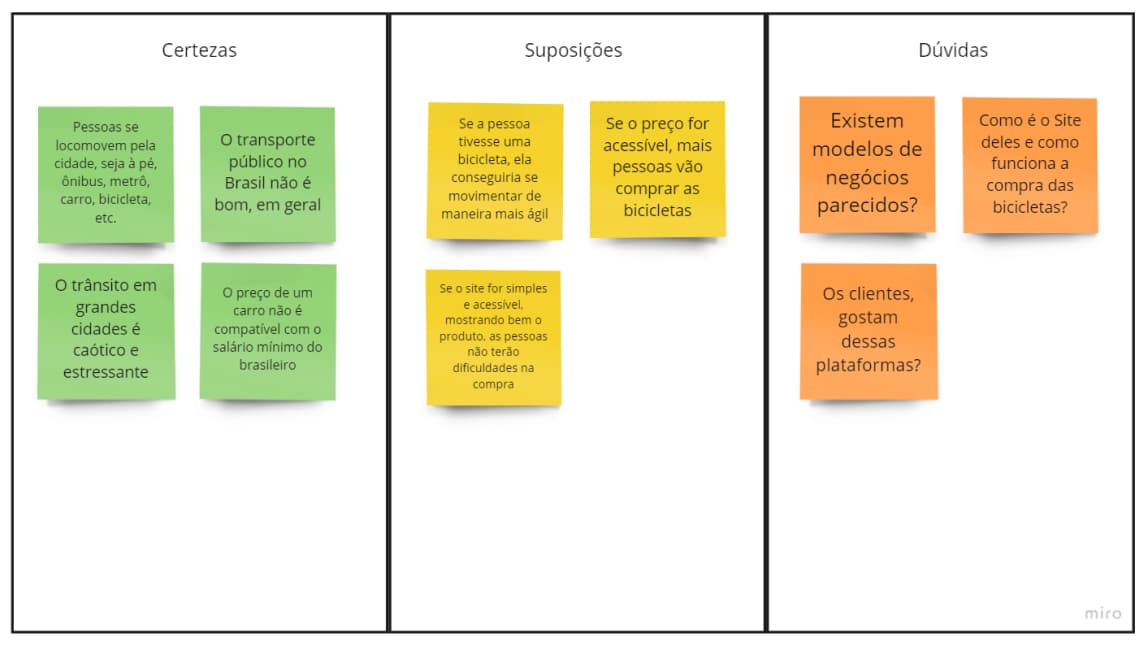 Certezas
Pessoas se
locomovem pela
cidade, seja à pé,
ônibus, metrô,
carro, bicicleta,
etc.
O transporte
público no
Brasil não é
bom, em geral
O trânsito em
grandes
cidades é
caótico e
estressante
O preço de um
carro não é
compatível com o
salário mínimo do
brasileiro
Suposições
Se a pessoa
tivesse uma
bicicleta, ela
conseguiria se
movimentar de
maneira mais ágil
Se o preço for
acessível, mais
pessoas vão
comprar as
bicicletas
Se o site for simples
e acessível,
mostrando bem o
produto, as pessoas
não terão
dificuldades na
compra
Dúvidas
Existem
modelos de
negócios
parecidos?
Como é o Site
deles e como
funciona a
compra das
bicicletas?
Os clientes,
gostam
dessas
plataformas?
miro